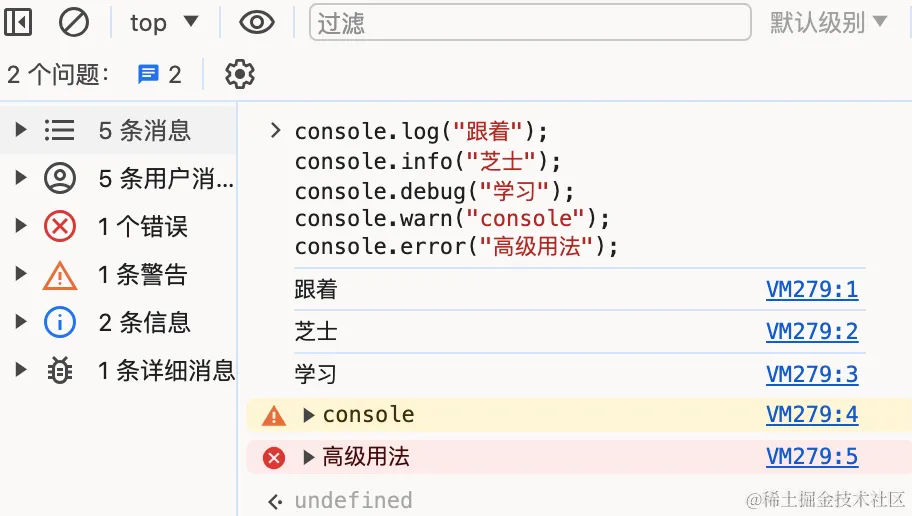 top ▼ 过滤 默认级别 ▼
2 个问题： 2
5 条消息
5 条用户消…
1 个错误
1 条警告
2 条信息
1 条详细消息
console.log("跟着");
console.info("芝士");
console.debug("学习");
console.warn("console");
console.error("高级用法");
跟着 VM279:1
芝士 VM279:2
学习 VM279:3
console VM279:4
高级用法 VM279:5
undefined
@稀土掘金技术社区